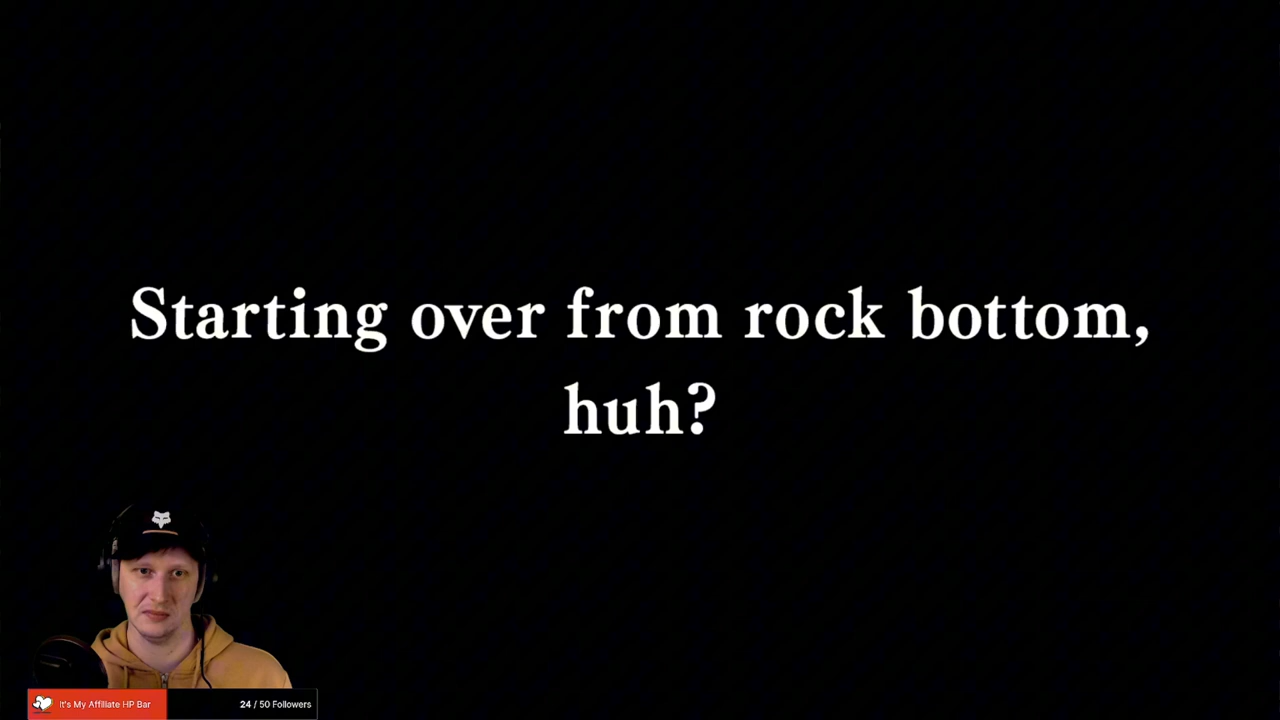 Starting over from rock bottom,
huh?
It's My Affiliate HP Bar
24 / 50 Followers